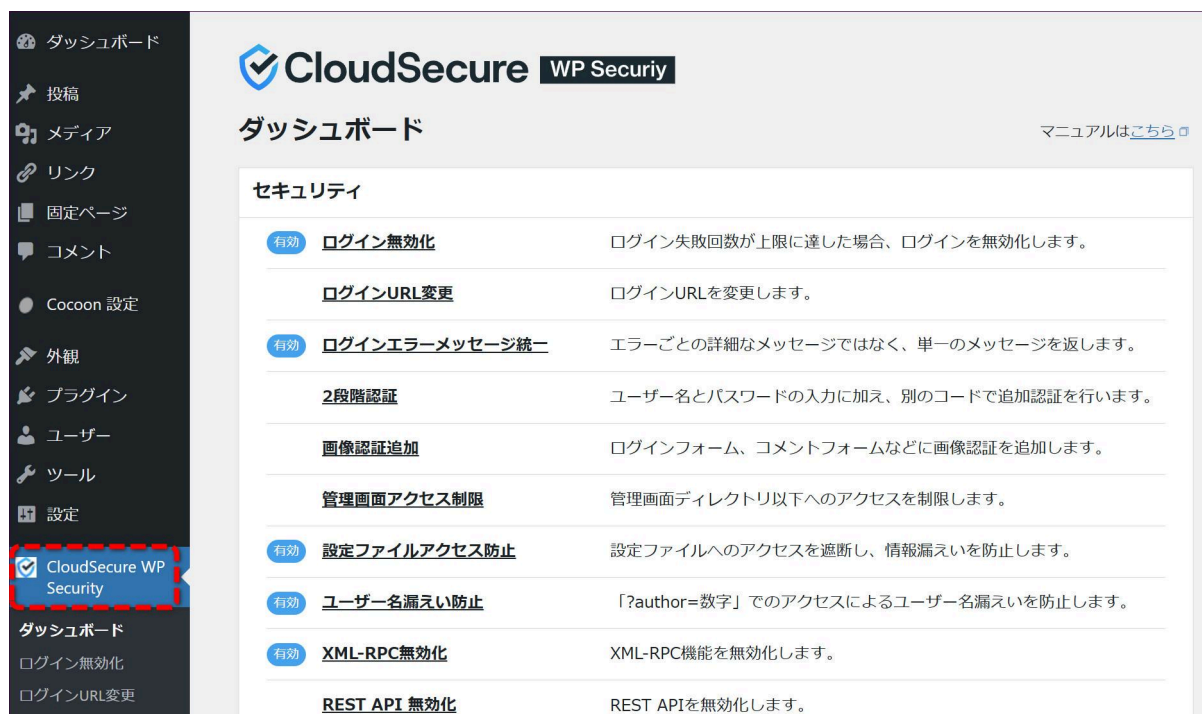 ダッシュボード
投稿
メディア
リンク
固定ページ
コメント
Cocoon 設定
外観
プラグイン
ユーザー
ツール
設定
CloudSecure WP
Security
ダッシュボード
ログイン無効化
ログインURL変更
CloudSecure WP Securiy
ダッシュボード
マニュアルはこちら
セキュリティ
有効 ログイン無効化 ログイン失敗回数が上限に達した場合、ログインを無効化します。
ログインURL変更 ログインURLを変更します。
有効 ログインエラーメッセージ統一 エラーごとの詳細なメッセージではなく、単一のメッセージを返します。
2段階認証 ユーザー名とパスワードの入力に加え、別のコードで追加認証を行います。
画像認証追加 ログインフォーム、コメントフォームなどに画像認証を追加します。
管理画面アクセス制限 管理画面ディレクトリ以下へのアクセスを制限します。
有効 設定ファイルアクセス防止 設定ファイルへのアクセスを遮断し、情報漏えいを防止します。
有効 ユーザー名漏えい防止 「?author=数字」でのアクセスによるユーザー名漏えいを防止します。
有効 XML-RPC無効化 XML-RPC機能を無効化します。
REST API 無効化 REST APIを無効化します。